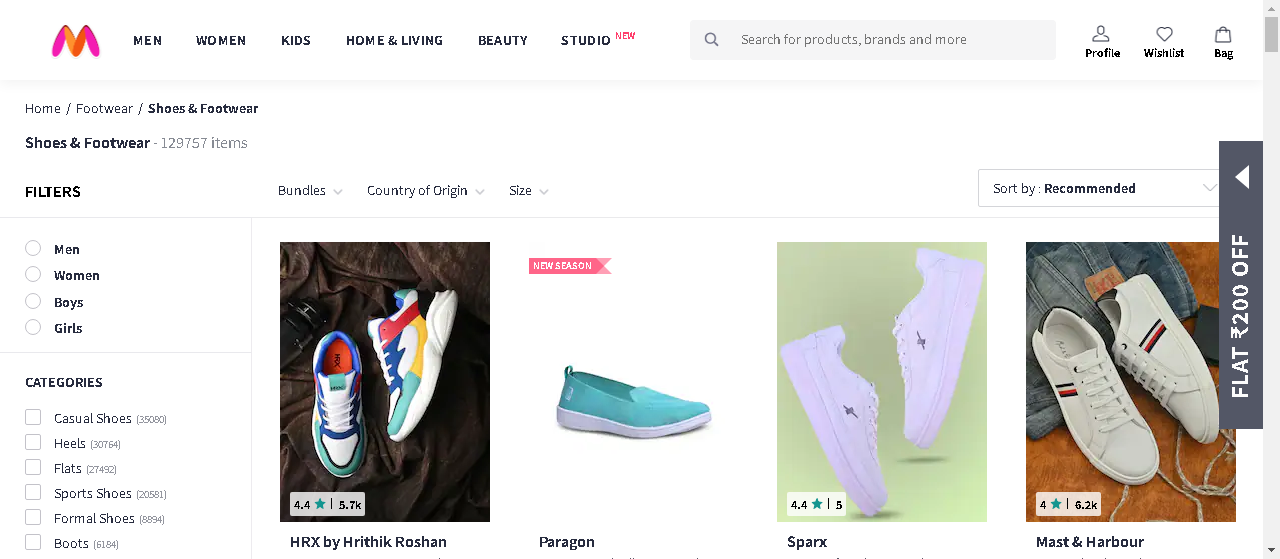 MEN WOMEN KIDS HOME & LIVING BEAUTY STUDIO NEW Search for products, brands and more Profile Wishlist Bag
Home / Footwear / Shoes & Footwear
Shoes & Footwear - 129757 items
FILTERS Bundles Country of Origin Size Sort by : Recommended
Men
Women
Boys
Girls
CATEGORIES
Casual Shoes (35080)
Heels (30764)
Flats (27492)
Sports Shoes (20581)
Formal Shoes (8894)
Boots (6184)
NEW SEASON
4.4 | 5.7k
4.4 | 5
4 | 6.2k
HRX by Hrithik Roshan
Paragon
Sparx
Mast & Harbour
FLAT ₹200 OFF